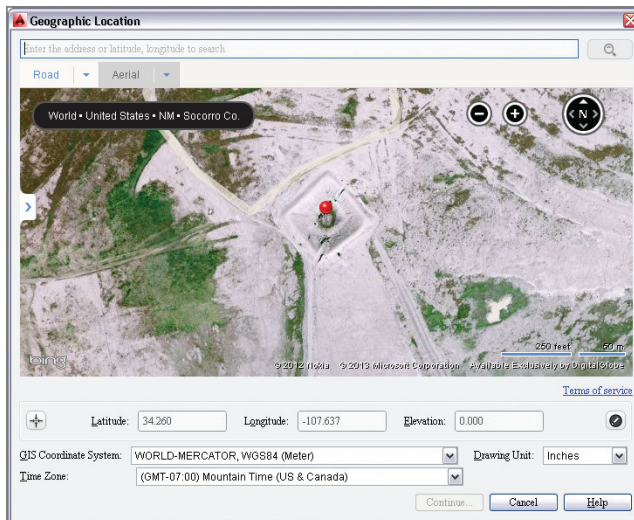 Geographic Location
Enter the address or latitude, longitude to search
Road Aerial
World • United States • NM • Socorro Co.
N
250 feet 50 m
bing © 2012 Nokia © 2013 Microsoft Corporation Available Exclusively by DigitalGlobe
Terms of service
Latitude: 34.260 Longitude: -107.637 Elevation: 0.000
GIS Coordinate System: WORLD-MERCATOR, WGS84 (Meter) Drawing Unit: Inches
Time Zone: (GMT-07:00) Mountain Time (US & Canada)
Continue... Cancel Help